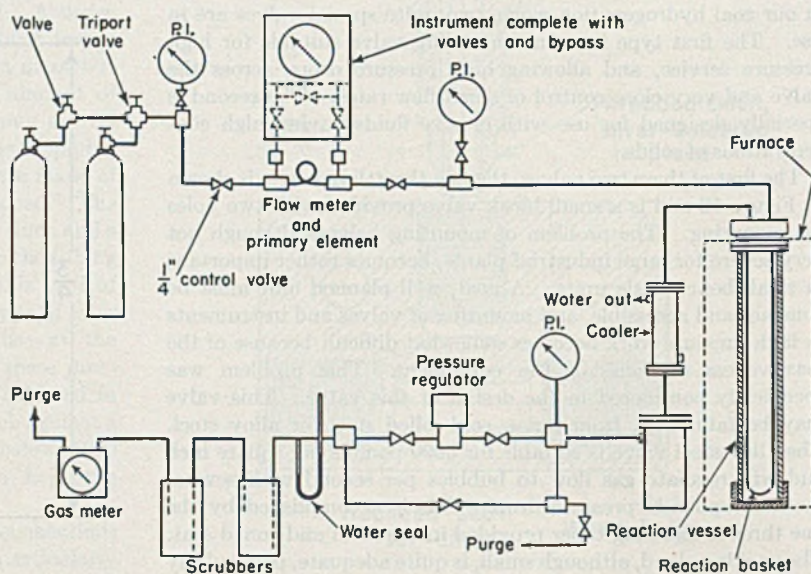 Valve
Triport
valve
P.I.
Instrument complete with
valves and bypass
P.I.
Furnace
Flow meter
and
primary element
1/4" control valve
Water out
Cooler
P.I.
Pressure
regulator
Purge
Gas meter
Water seal
Scrubbers
Purge
Reaction vessel
Reaction basket